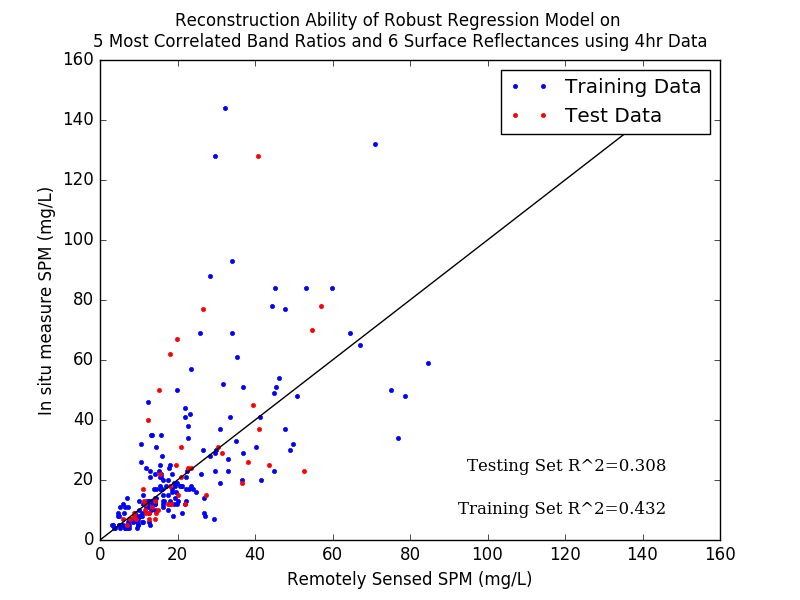 Reconstruction Ability of Robust Regression Model on
5 Most Correlated Band Ratios and 6 Surface Reflectances using 4hr Data
160
140
120
100
80
60
40
20
0
In situ measure SPM (mg/L)
Training Data
Test Data
Testing Set R^2=0.308
Training Set R^2=0.432
0 20 40 60 80 100 120 140 160
Remotely Sensed SPM (mg/L)